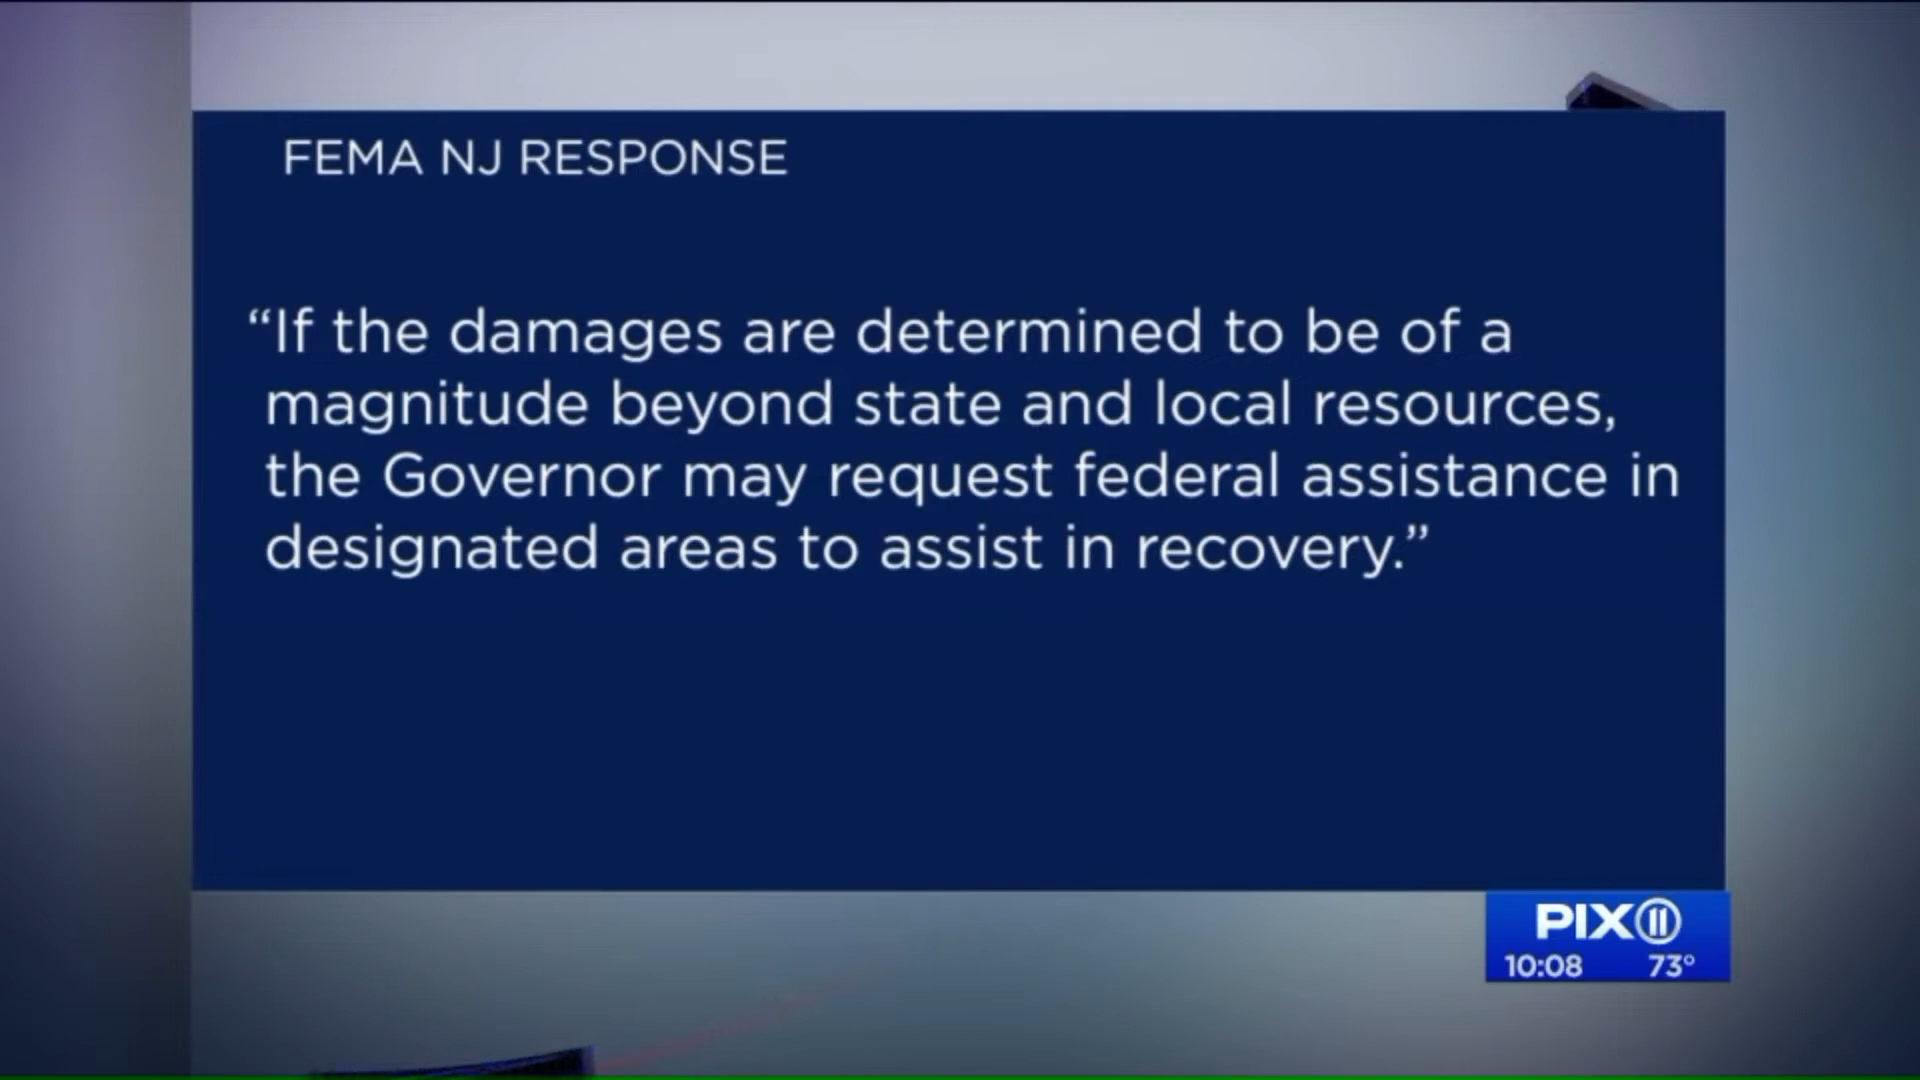 FEMA NJ RESPONSE
“If the damages are determined to be of a
magnitude beyond state and local resources,
the Governor may request federal assistance in
designated areas to assist in recovery.”
PIX11
10:08 73°